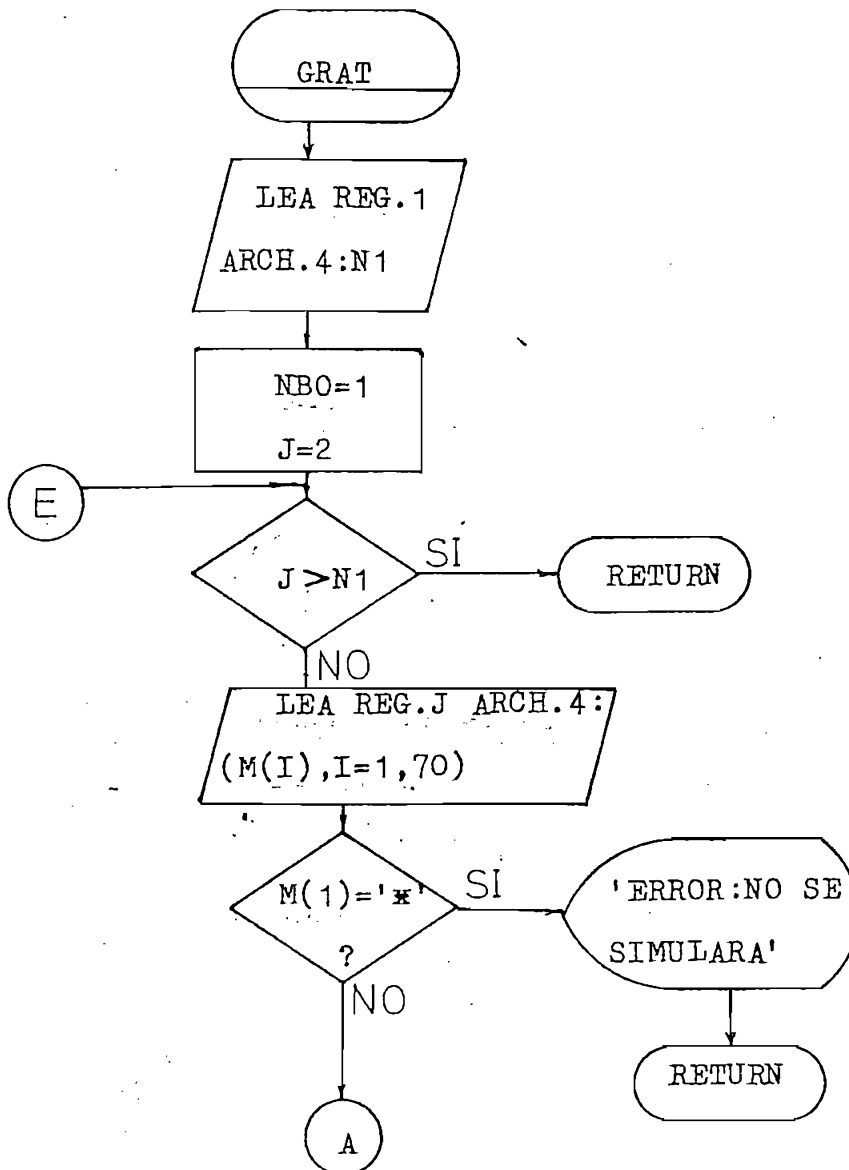 GRAT
LEA REG.1
ARCH.4:N1
NBO=1
J=2
E
J>N1
SI
RETURN
NO
LEA REG.J ARCH.4:
(M(I),I=1,70)
M(1)='*'
?
SI
'ERROR:NO SE
SIMULARA'
NO
RETURN
A